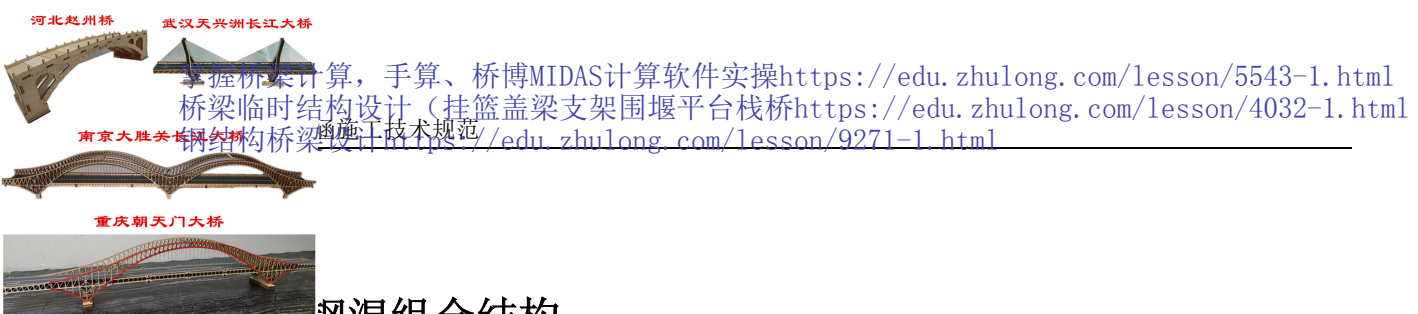 河北赵州桥 武汉天兴洲长江大桥
掌握桥梁计算，手算、桥博MIDAS计算软件实操https://edu.zhulong.com/lesson/5543-1.html
桥梁临时结构设计（挂篮盖梁支架围堰平台栈桥https://edu.zhulong.com/lesson/4032-1.html
南京大胜关长江大桥
涵施工技术规范
钢结构桥梁设计https://edu.zhulong.com/lesson/9271-1.html
重庆朝天门大桥
组合结构